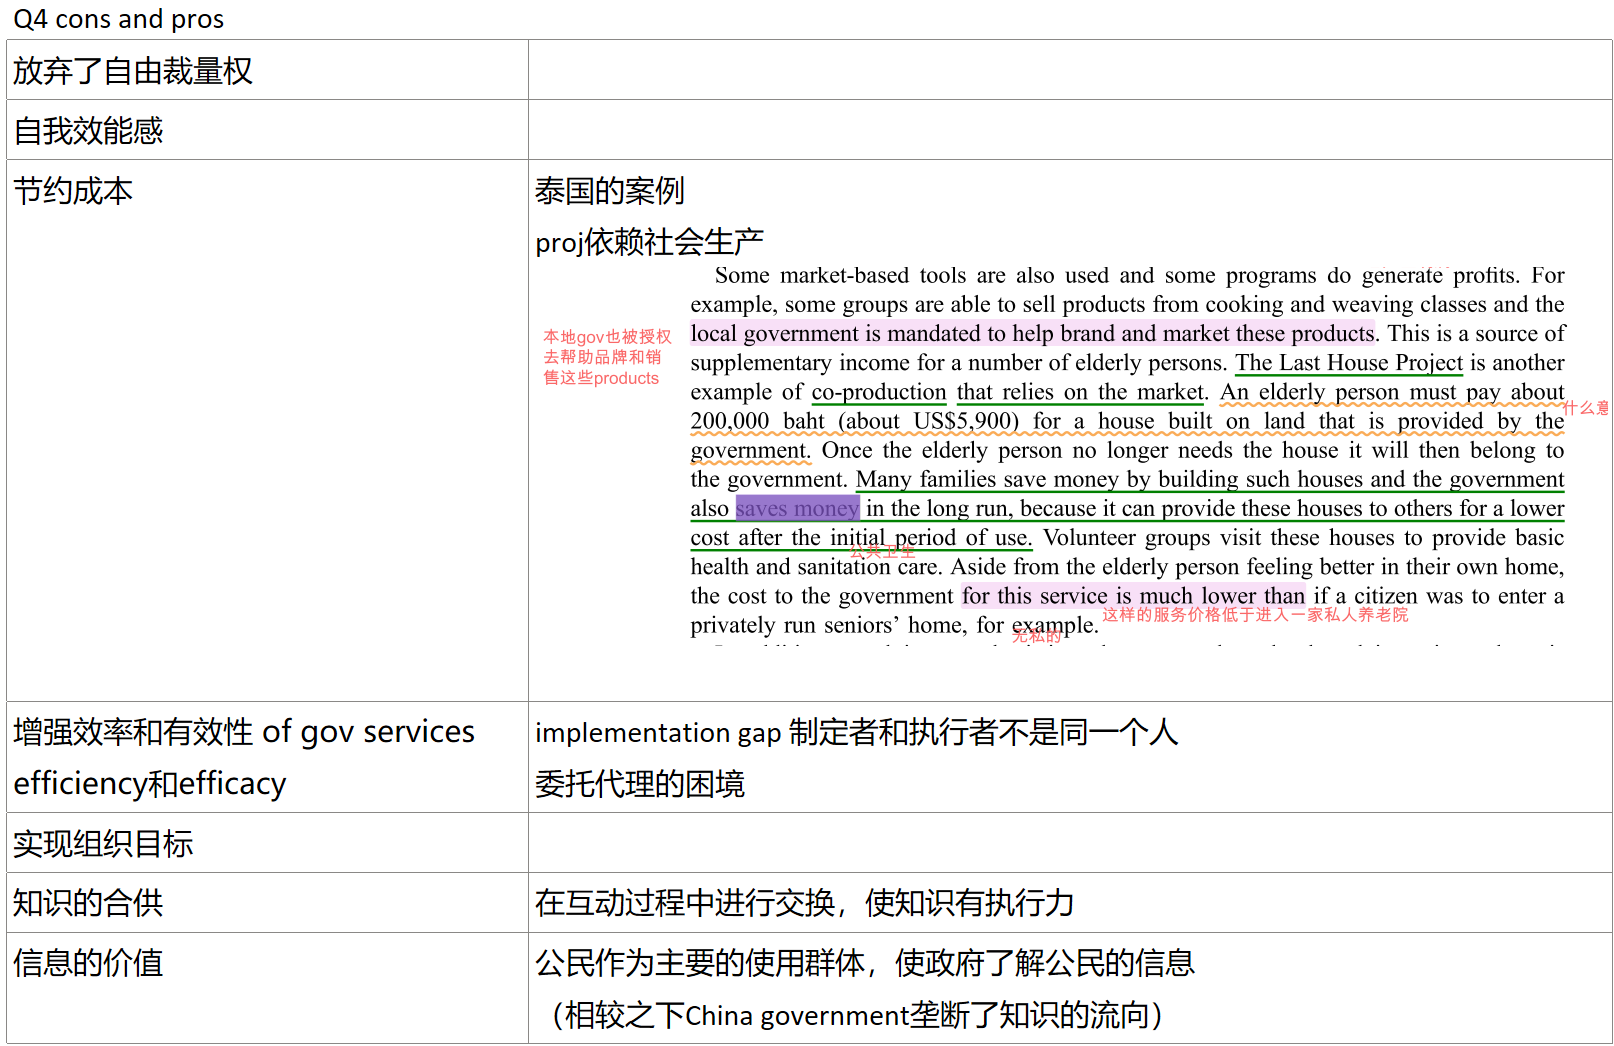 Q4 cons and pros
放弃了自由裁量权
自我效能感
节约成本
泰国的案例
proj依赖社会生产
Some market-based tools are also used and some programs do generate profits. For
example, some groups are able to sell products from cooking and weaving classes and the
local government is mandated to help brand and market these products. This is a source of
supplementary income for a number of elderly persons. The Last House Project is another
example of co-production that relies on the market. An elderly person must pay about
200,000 baht (about US$5,900) for a house built on land that is provided by the
government. Once the elderly person no longer needs the house it will then belong to
the government. Many families save money by building such houses and the government
also saves money in the long run, because it can provide these houses to others for a lower
cost after the initial period of use. Volunteer groups visit these houses to provide basic
health and sanitation care. Aside from the elderly person feeling better in their own home,
the cost to the government for this service is much lower than if a citizen was to enter a
privately run seniors' home, for example.
本地gov也被授权
去帮助品牌和销
售这些products
什么意
公共卫生
这样的服务价格低于进入一家私人养老院
无私的
增强效率和有效性 of gov services
efficiency和efficacy
implementation gap 制定者和执行者不是同一个人
委托代理的困境
实现组织目标
知识的合供
在互动过程中进行交换，使知识有执行力
信息的价值
公民作为主要的使用群体，使政府了解公民的信息
（相较之下China government垄断了知识的流向）